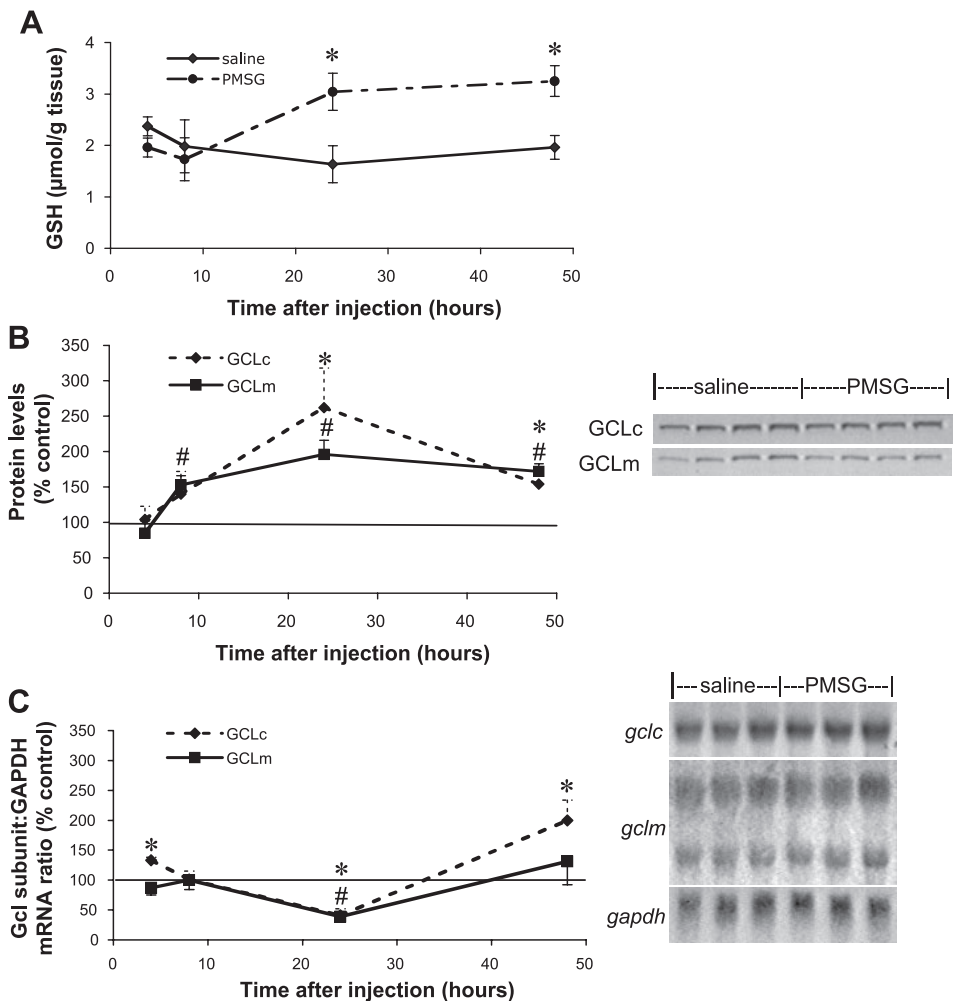 A
4
3
2
1
0
GSH (µmol/g tissue)
saline
PMSG
*
*
0 10 20 30 40 50
Time after injection (hours)
B
350
300
250
200
150
100
50
0
Protein levels
(% control)
GCLc
GCLm
*
#
#
*
#
0 10 20 30 40 50
Time after injection (hours)
|-----saline-----|-----PMSG-----|
GCLc
GCLm
C
350
300
250
200
150
100
50
0
Gcl subunit:GAPDH
mRNA ratio (% control)
GCLc
GCLm
*
*
#
*
0 10 20 30 40 50
Time after injection (hours)
|---saline---|---PMSG---|
gclc
gclm
gapdh